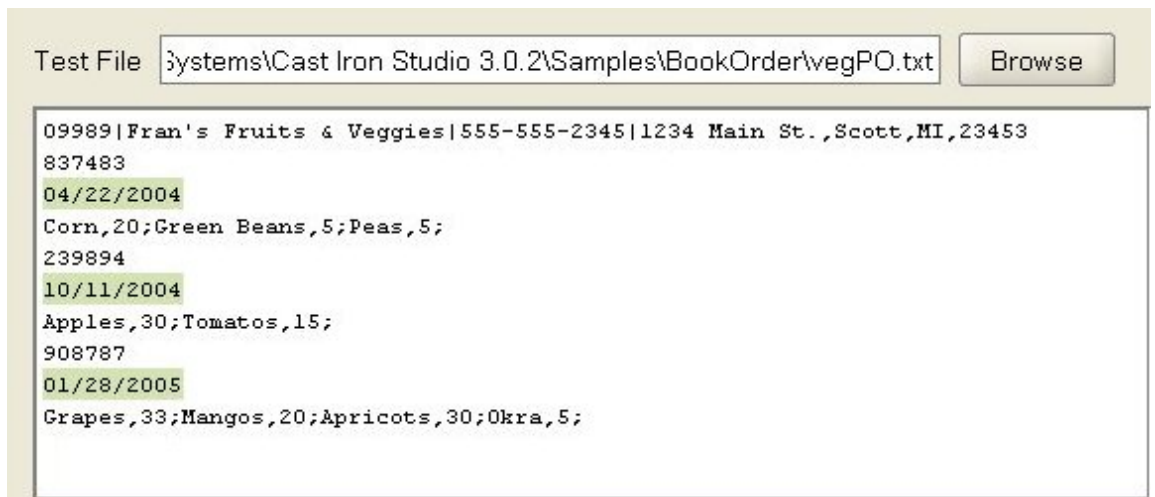 Test File Systems\Cast Iron Studio 3.0.2\Samples\BookOrder\vegPO.txt Browse
09989|Fran's Fruits & Veggies|555-555-2345|1234 Main St.,Scott,MI,23453
837483
04/22/2004
Corn,20;Green Beans,5;Peas,5;
239894
10/11/2004
Apples,30;Tomatos,15;
908787
01/28/2005
Grapes,33;Mangos,20;Apricots,30;Okra,5;